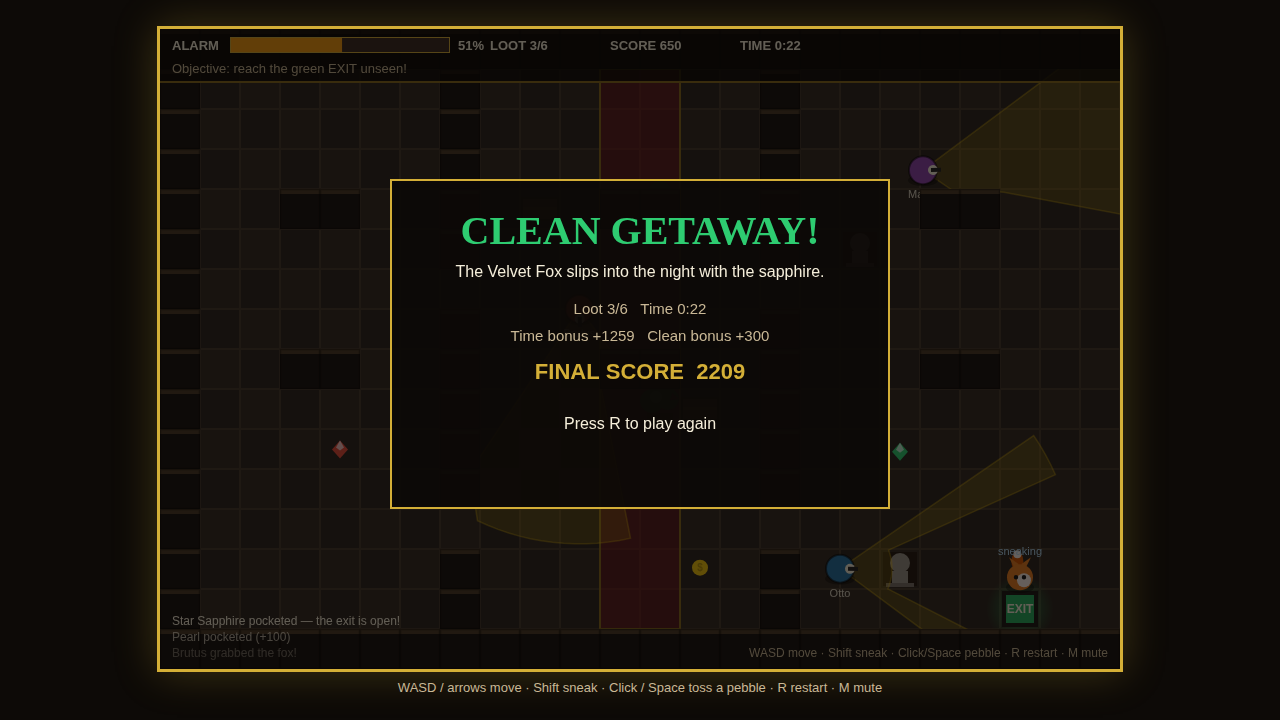 ALARM 51% LOOT 3/6 SCORE 650 TIME 0:22
Objective: reach the green EXIT unseen!
CLEAN GETAWAY!
The Velvet Fox slips into the night with the sapphire.
Loot 3/6 Time 0:22
Time bonus +1259 Clean bonus +300
FINAL SCORE 2209
Press R to play again
sneaking
Otto
EXIT
Star Sapphire pocketed — the exit is open!
Pearl pocketed (+100)
Brutus grabbed the fox!
WASD move · Shift sneak · Click/Space pebble · R restart · M mute
WASD / arrows move · Shift sneak · Click / Space toss a pebble · R restart · M mute